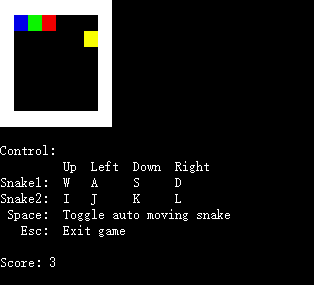 Control:
Up Left Down Right
Snake1: W A S D
Snake2: I J K L
Space: Toggle auto moving snake
Esc: Exit game
Score: 3